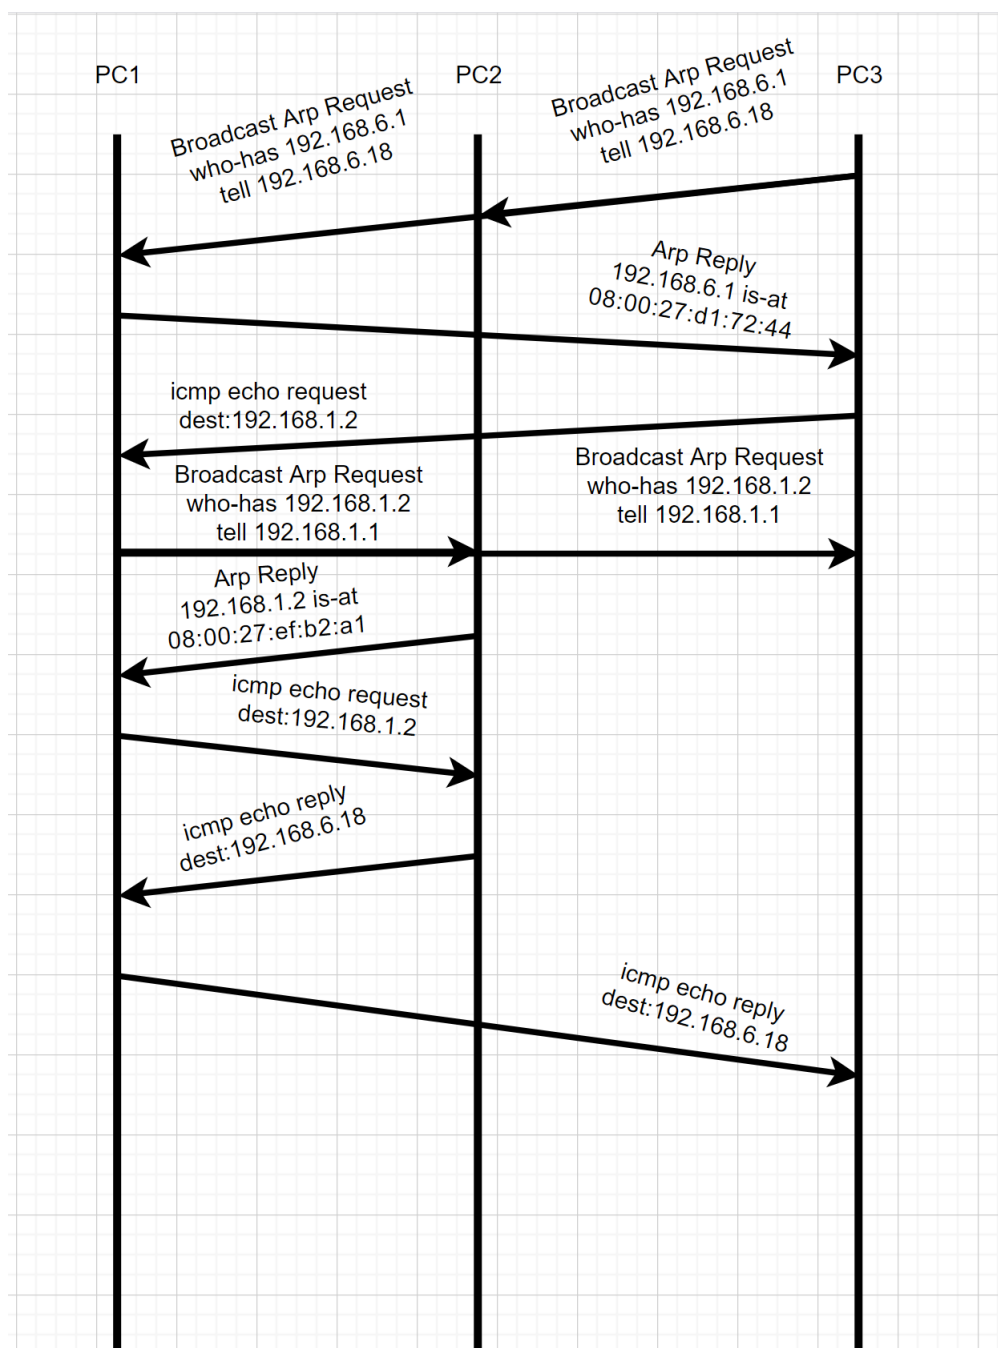 PC1
PC2
PC3
Broadcast Arp Request
who-has 192.168.6.1
tell 192.168.6.18
Broadcast Arp Request
who-has 192.168.6.1
tell 192.168.6.18
Arp Reply
192.168.6.1 is-at
08:00:27:d1:72:44
icmp echo request
dest:192.168.1.2
Broadcast Arp Request
who-has 192.168.1.2
tell 192.168.1.1
Broadcast Arp Request
who-has 192.168.1.2
tell 192.168.1.1
Arp Reply
192.168.1.2 is-at
08:00:27:ef:b2:a1
icmp echo request
dest:192.168.1.2
icmp echo reply
dest:192.168.6.18
icmp echo reply
dest:192.168.6.18